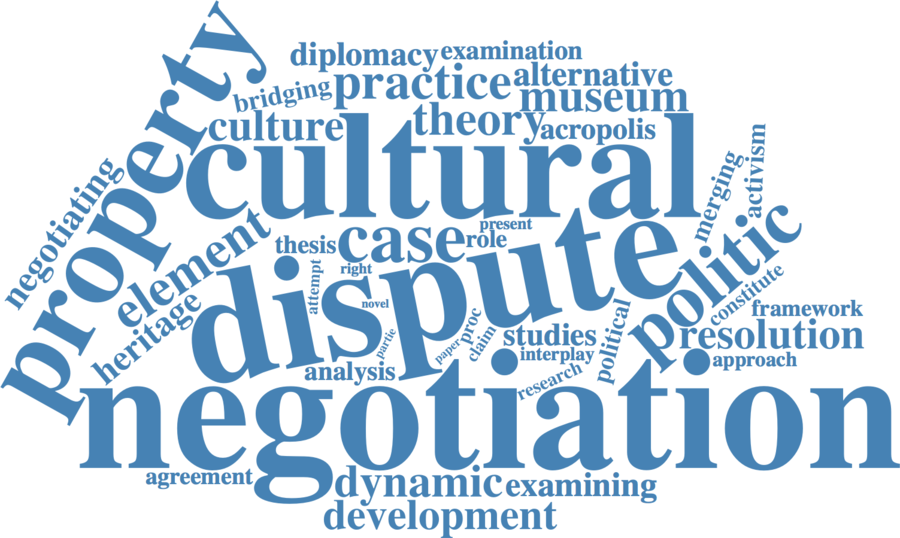 diplomacy
examination
bridging
practice
alternative
museum
culture
theory
acropolis
property
cultural
activism
merging
negotiating
element
thesis
case
role
present
dispute
politic
heritage
attempt
right
novel
partie
paper
proc
claim
studies
political
constitute
framework
resolution
analysis
interplay
approach
research
negotiation
agreement
dynamic
examining
development